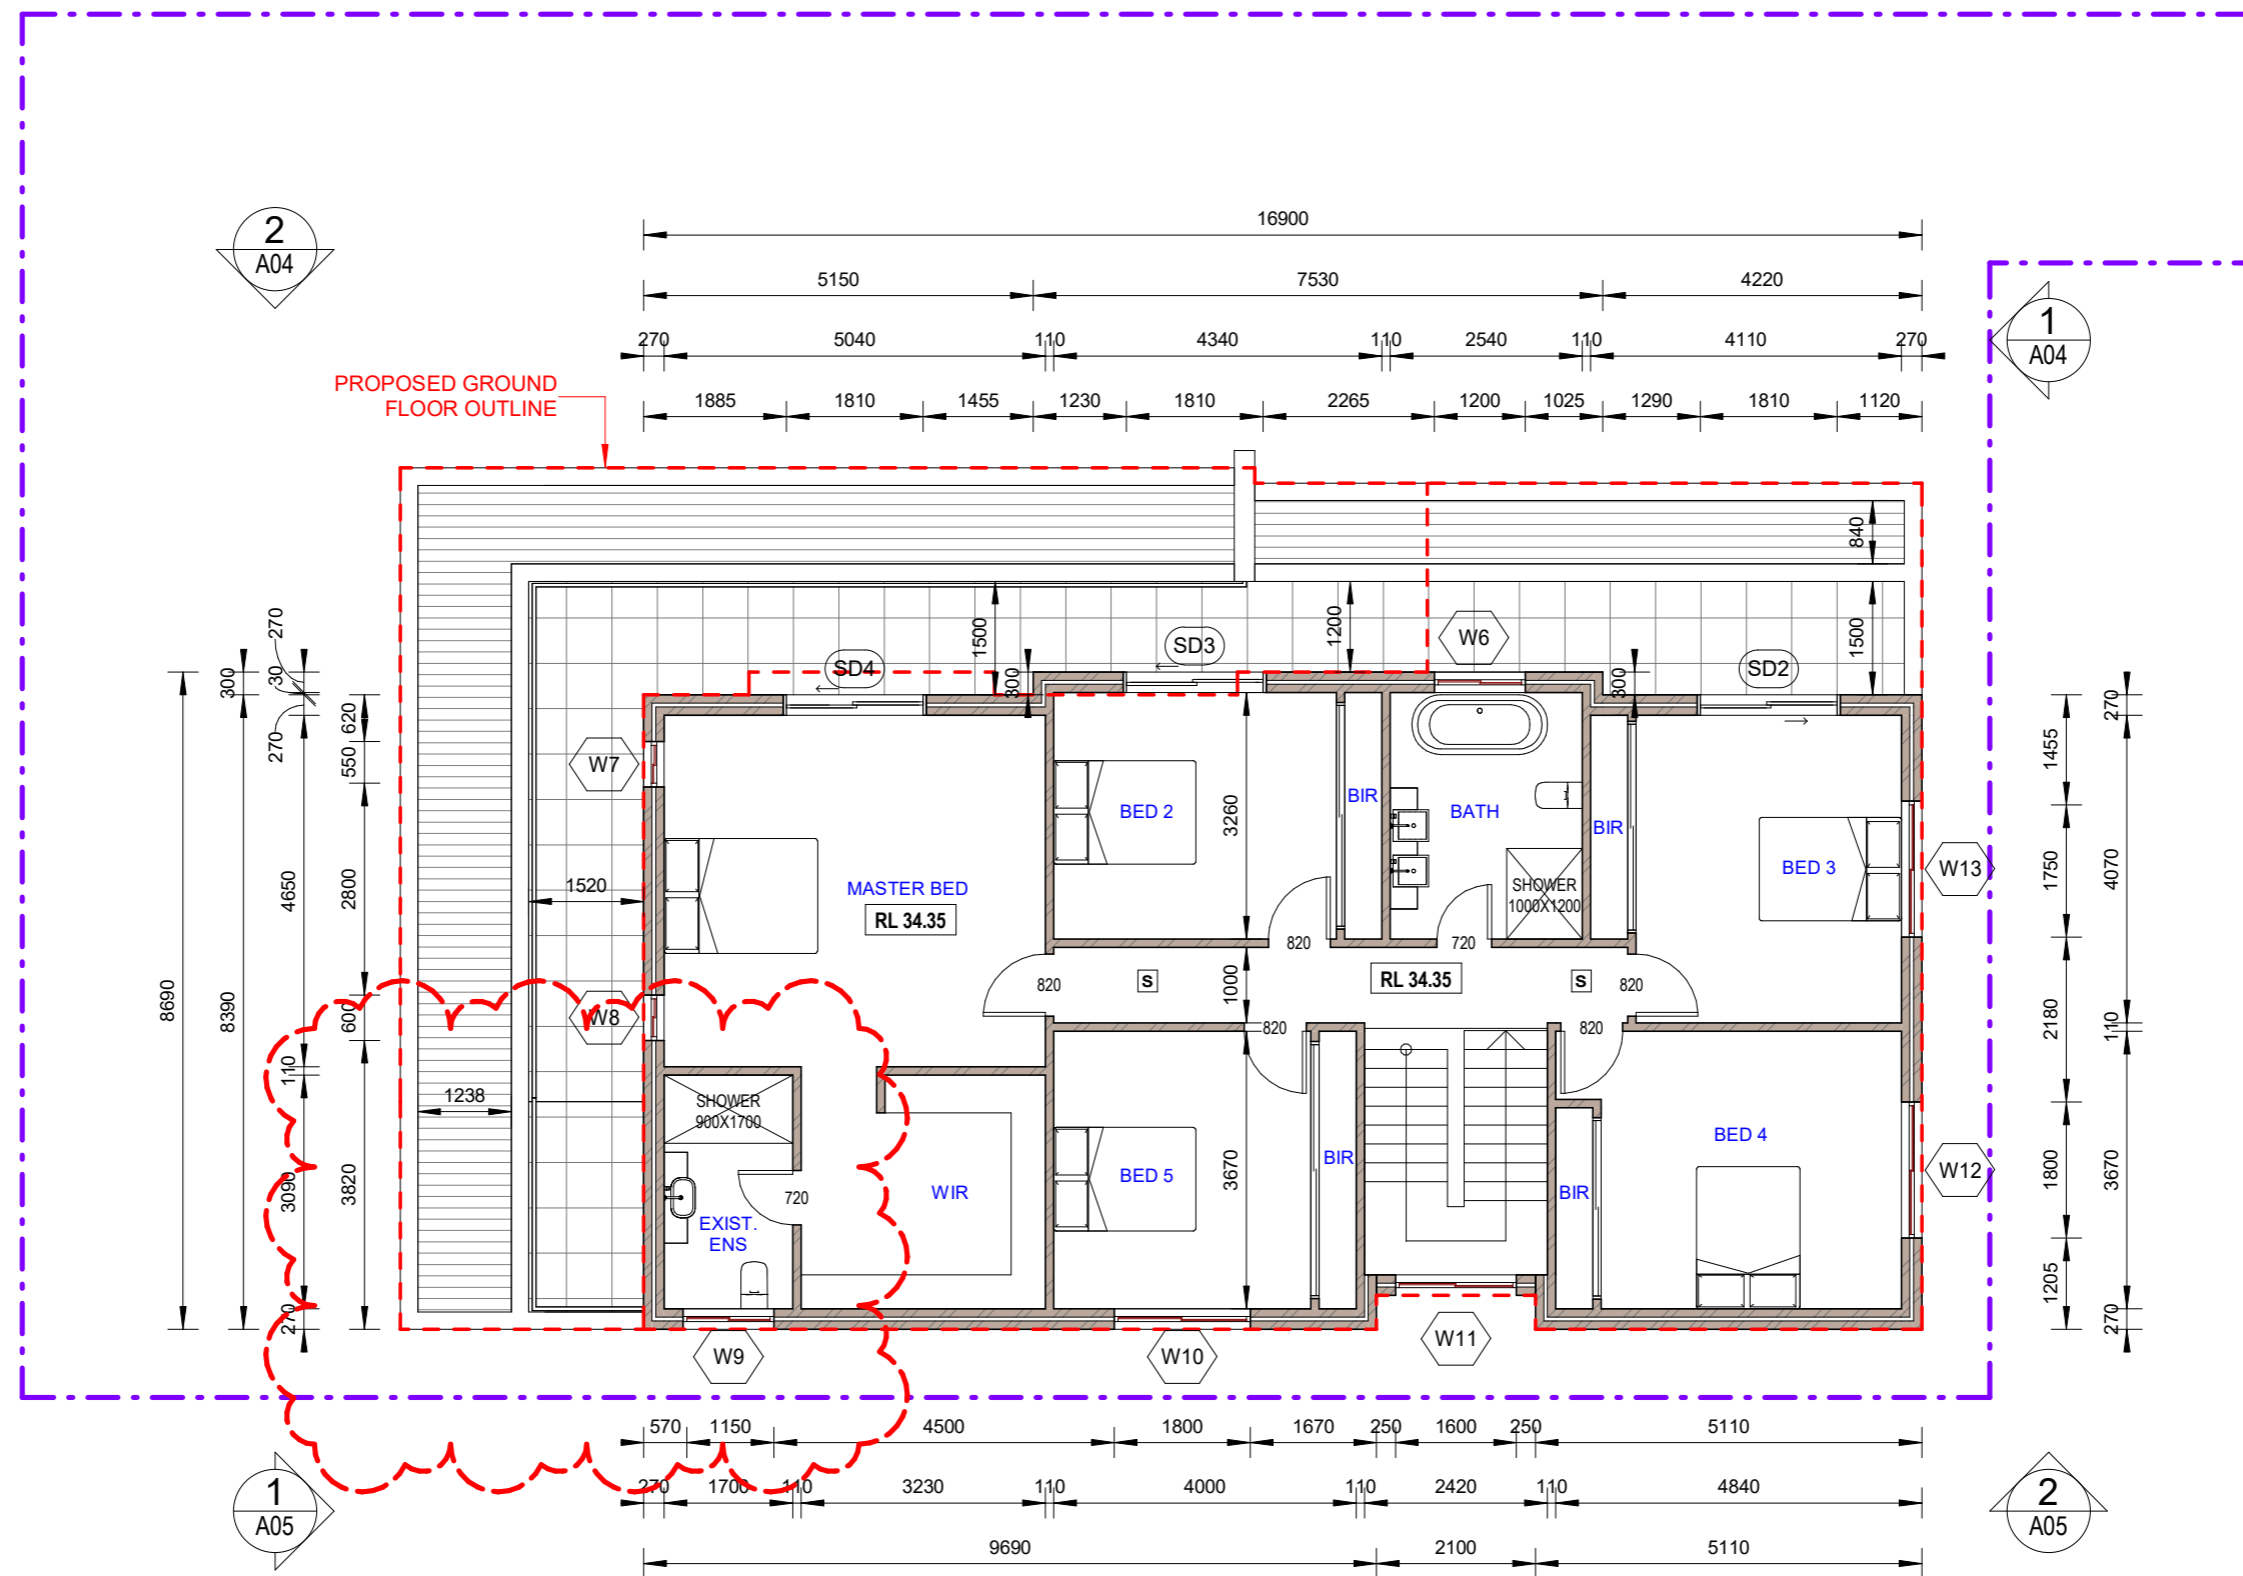 2
A04
16900
5150 7530 4220
1
A04
270 5040 110 4340 110 2540 110 4110 270
PROPOSED GROUND
FLOOR OUTLINE
1885 1810 1455 1230 1810 2265 1200 1025 1290 1810 1120
840
270
1500 1200 1500
W6
SD3
SD4 SD2
300 30 300 300
270
620
270
1455
550
W7
BIR
BED 2 3260 BATH
BIR
4650 2800
1750 4070
BED 3 W13
1520
MASTER BED
SHOWER
1000X1200
RL 34.35
820 720
8690 8390
S 1000 RL 34.35 S
820 820
600 W8
820 820
2180 110
110
1238
SHOWER
900X1700
BED 4
3090 3820
BED 5 3670 BIR
1800 3670
W12
720 WIR BIR
EXIST.
ENS
1205
270
270
W9 W10 W11
570 1150 4500 1800 1670 250 1600 250 5110
270 1700 110 3230 110 4000 110 2420 110 4840
1
A05
2
A05
9690 2100 5110